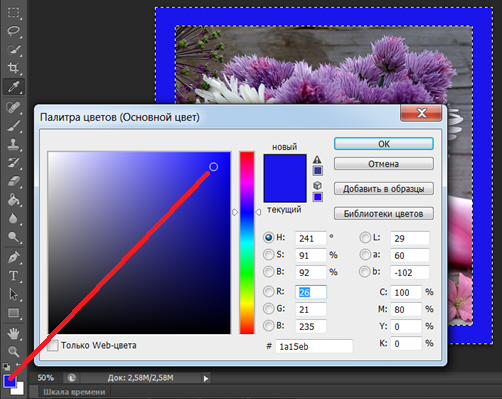 Палитра цветов (Основной цвет)
новый
текущий
OK
Отмена
Добавить в образцы
Библиотеки цветов
H: 241 °
S: 91 %
B: 92 %
R: 26
G: 21
B: 235
L: 29
a: 60
b: -102
C: 100 %
M: 80 %
Y: 0 %
K: 0 %
# 1a15eb
Только Web-цвета
50%
Док: 2,58M/2,58M
Шкала времени